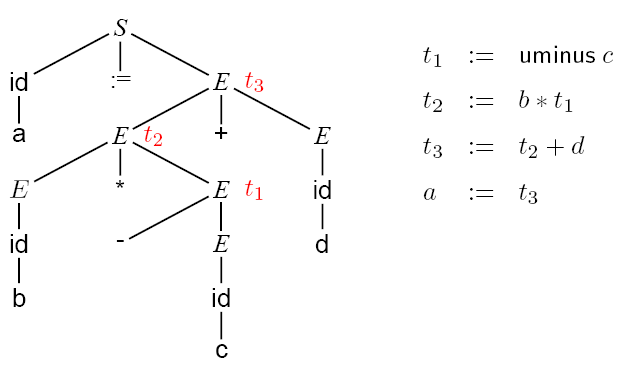 S
id := E t₃
a E t₂ + E
E * E t₁ id
id - E d
b id
c
t₁ := uminus c
t₂ := b * t₁
t₃ := t₂ + d
a := t₃